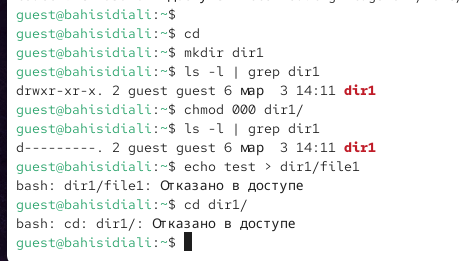 guest@bahisidiali:~$
guest@bahisidiali:~$ cd
guest@bahisidiali:~$ mkdir dir1
guest@bahisidiali:~$ ls -l | grep dir1
drwxr-xr-x. 2 guest guest 6 мар  3 14:11 dir1
guest@bahisidiali:~$ chmod 000 dir1/
guest@bahisidiali:~$ ls -l | grep dir1
d---------. 2 guest guest 6 мар  3 14:11 dir1
guest@bahisidiali:~$ echo test > dir1/file1
bash: dir1/file1: Отказано в доступе
guest@bahisidiali:~$ cd dir1/
bash: cd: dir1/: Отказано в доступе
guest@bahisidiali:~$